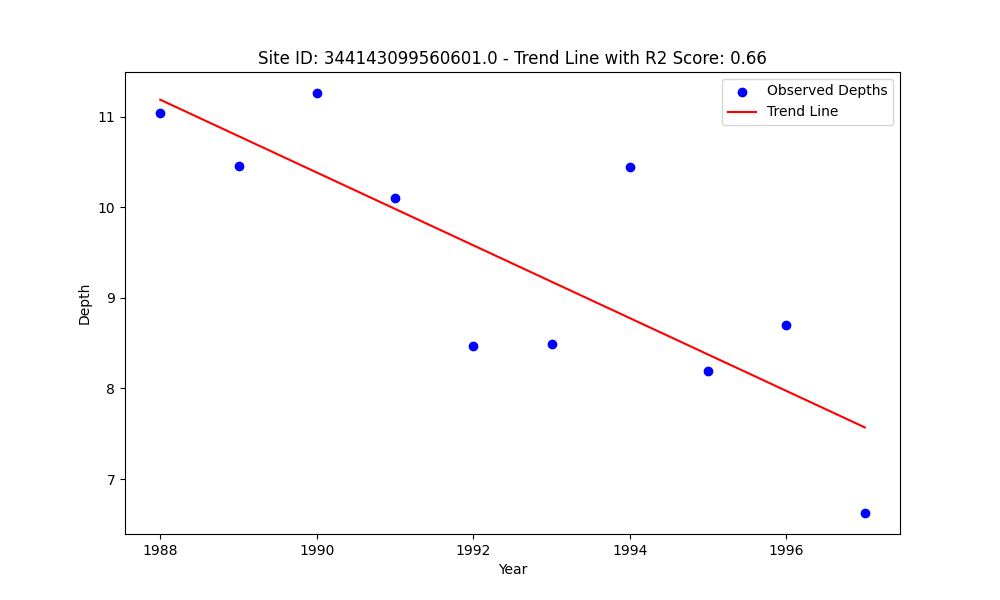 Site ID: 344143099560601.0 - Trend Line with R2 Score: 0.66
Observed Depths
Trend Line
11
10
9
8
7
Depth
1988
1990
1992
1994
1996
Year